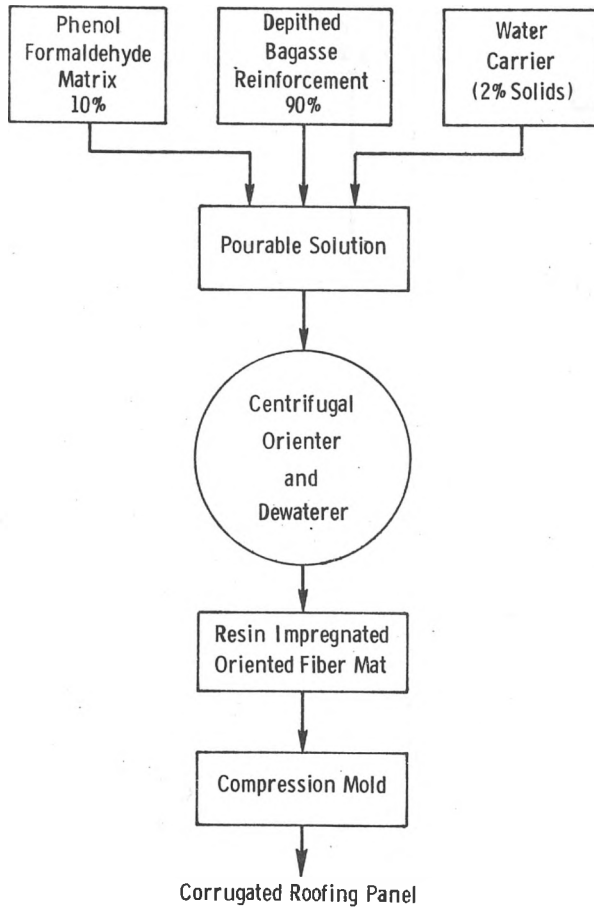 Phenol
Formaldehyde
Matrix
10%
Depithed
Bagasse
Reinforcement
90%
Water
Carrier
(2% Solids)
Pourable Solution
Centrifugal
Orienter
and
Dewaterer
Resin Impregnated
Oriented Fiber Mat
Compression Mold
Corrugated Roofing Panel